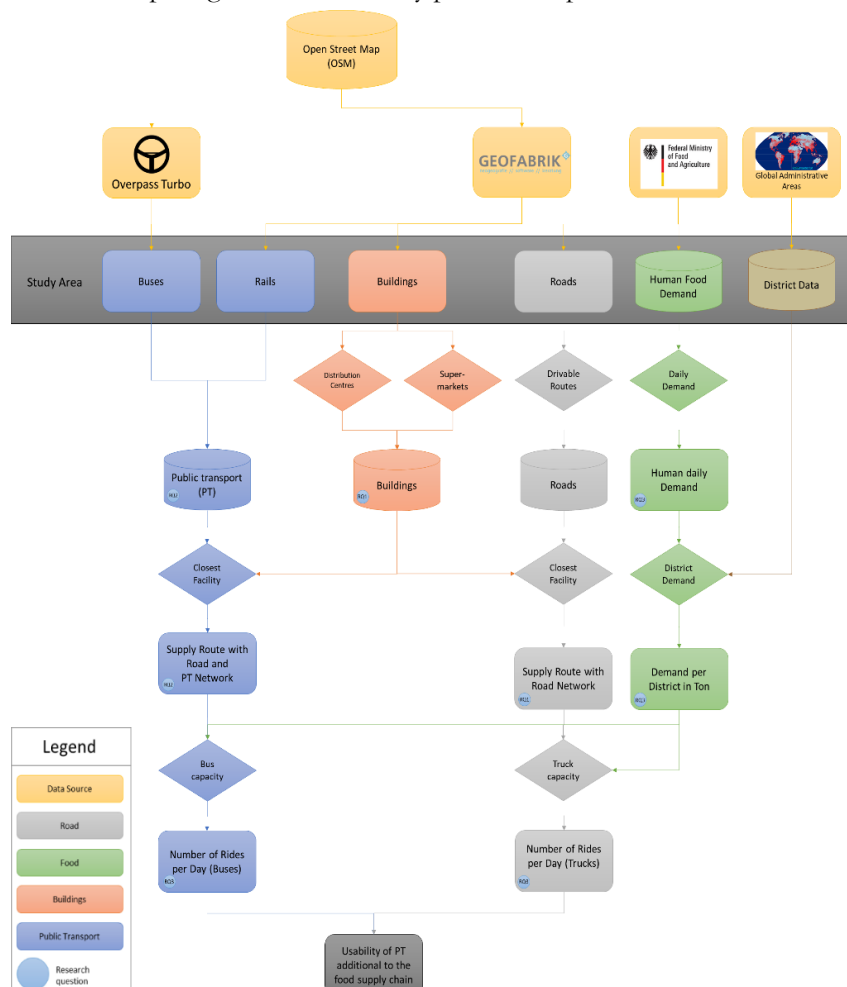 Open Street Map
(OSM)
Overpass Turbo
GEOFABRIK
Federal Ministry
of Food
and Agriculture
Global Administrative
Areas
Study Area
Buses
Rails
Buildings
Roads
Human Food
Demand
District Data
Distribution
Centres
Super-
markets
Drivable
Routes
Daily
Demand
Public transport
(PT)
Buildings
RQ1
Roads
Human daily
Demand
Closest
Facility
Closest
Facility
District
Demand
Supply Route with
Road and
PT Network
Supply Route with
Road Network
Demand per
District in Ton
Bus
capacity
Truck
capacity
Number of Rides
per Day (Buses)
RQ3
Number of Rides
per Day (Trucks)
Usability of PT
additional to the
food supply chain
Legend
Data Source
Road
Food
Buildings
Public Transport
Research
question